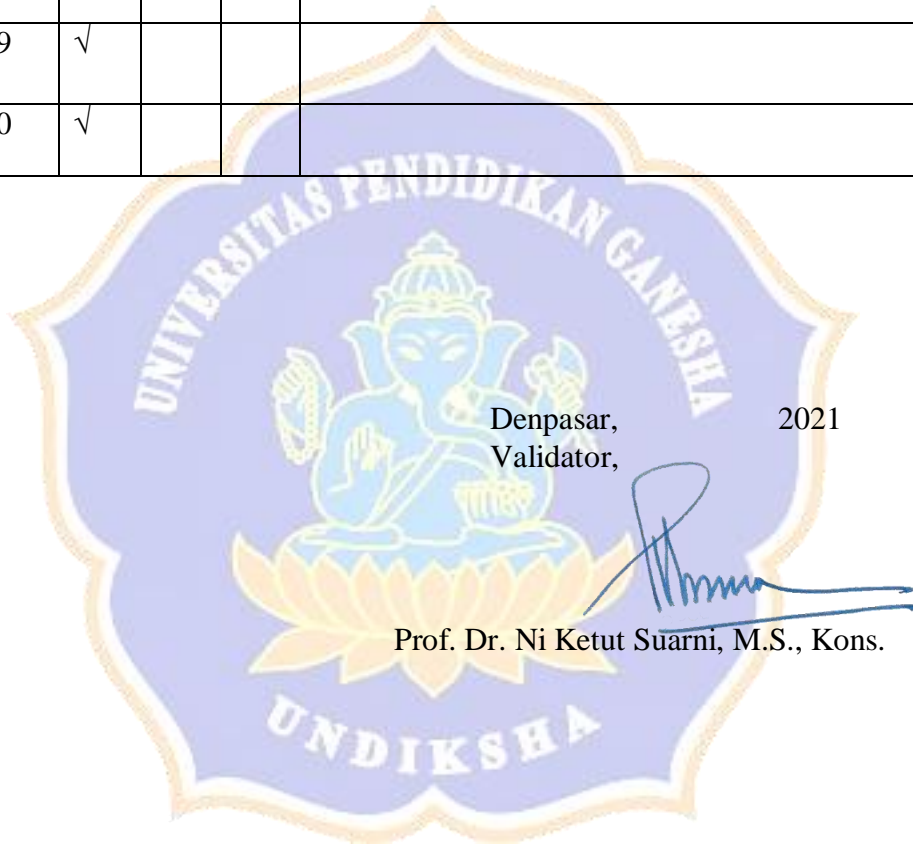 9 √
0 √
UNIVERSITAS PENDIDIKAN GANESHA
Denpasar, 2021
Validator,
Prof. Dr. Ni Ketut Suarni, M.S., Kons.
UNDIKSHA